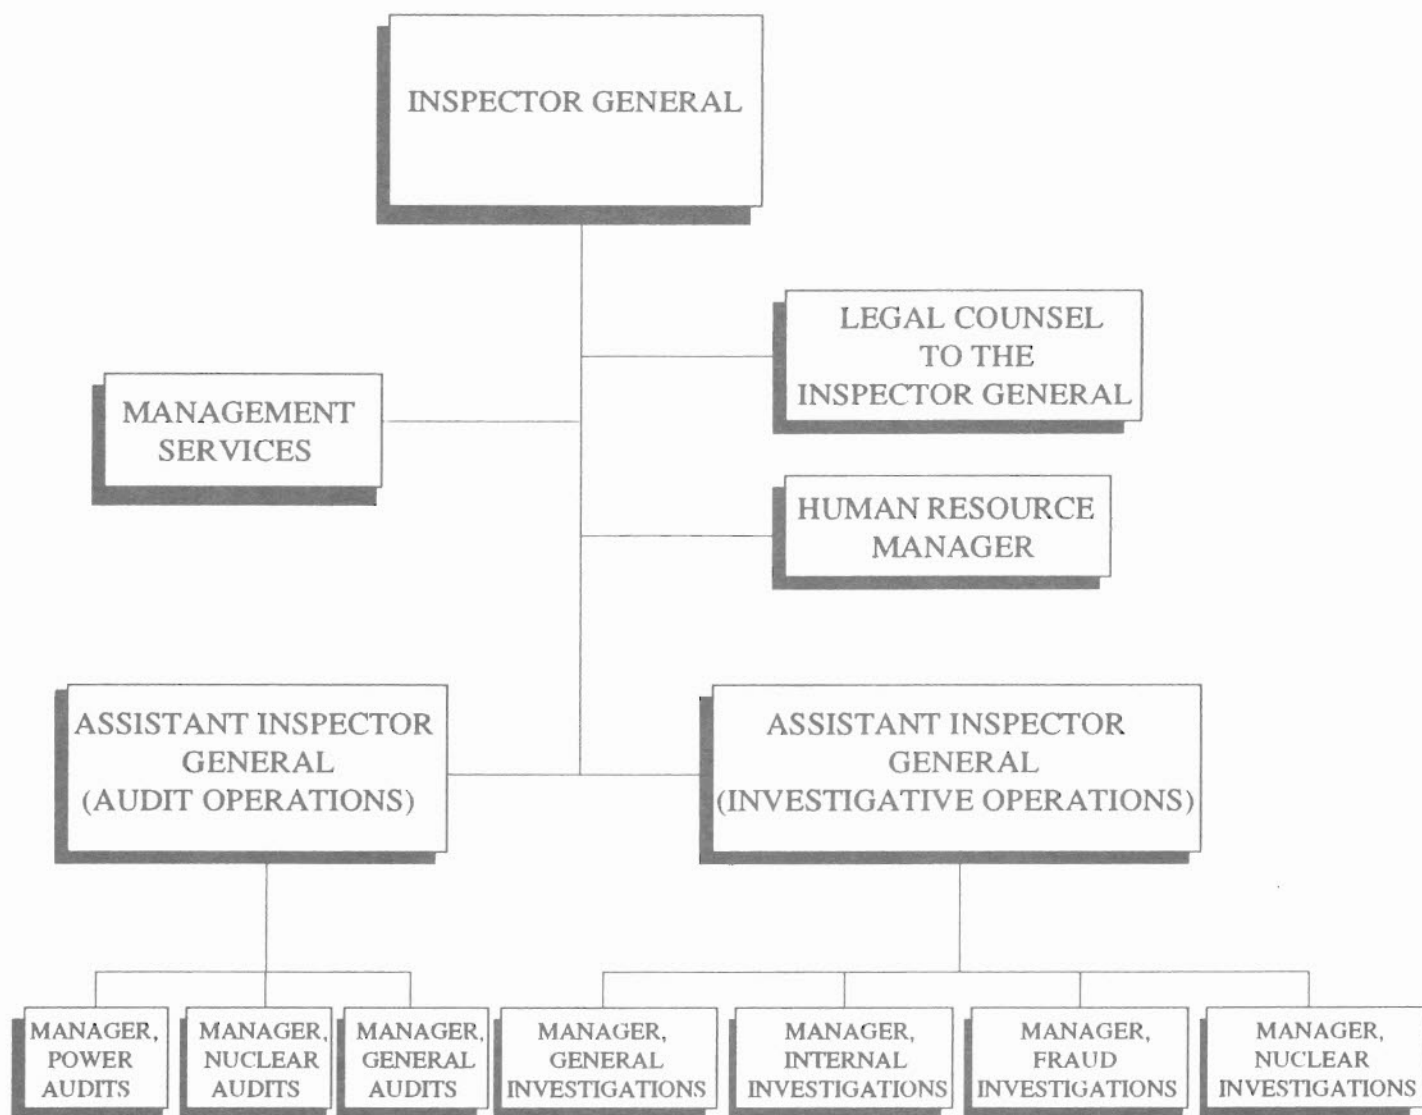 INSPECTOR GENERAL
LEGAL COUNSEL
TO THE
INSPECTOR GENERAL
MANAGEMENT
SERVICES
HUMAN RESOURCE
MANAGER
ASSISTANT INSPECTOR
GENERAL
(AUDIT OPERATIONS)
ASSISTANT INSPECTOR
GENERAL
(INVESTIGATIVE OPERATIONS)
MANAGER,
POWER
AUDITS
MANAGER,
NUCLEAR
AUDITS
MANAGER,
GENERAL
AUDITS
MANAGER,
GENERAL
INVESTIGATIONS
MANAGER,
INTERNAL
INVESTIGATIONS
MANAGER,
FRAUD
INVESTIGATIONS
MANAGER,
NUCLEAR
INVESTIGATIONS